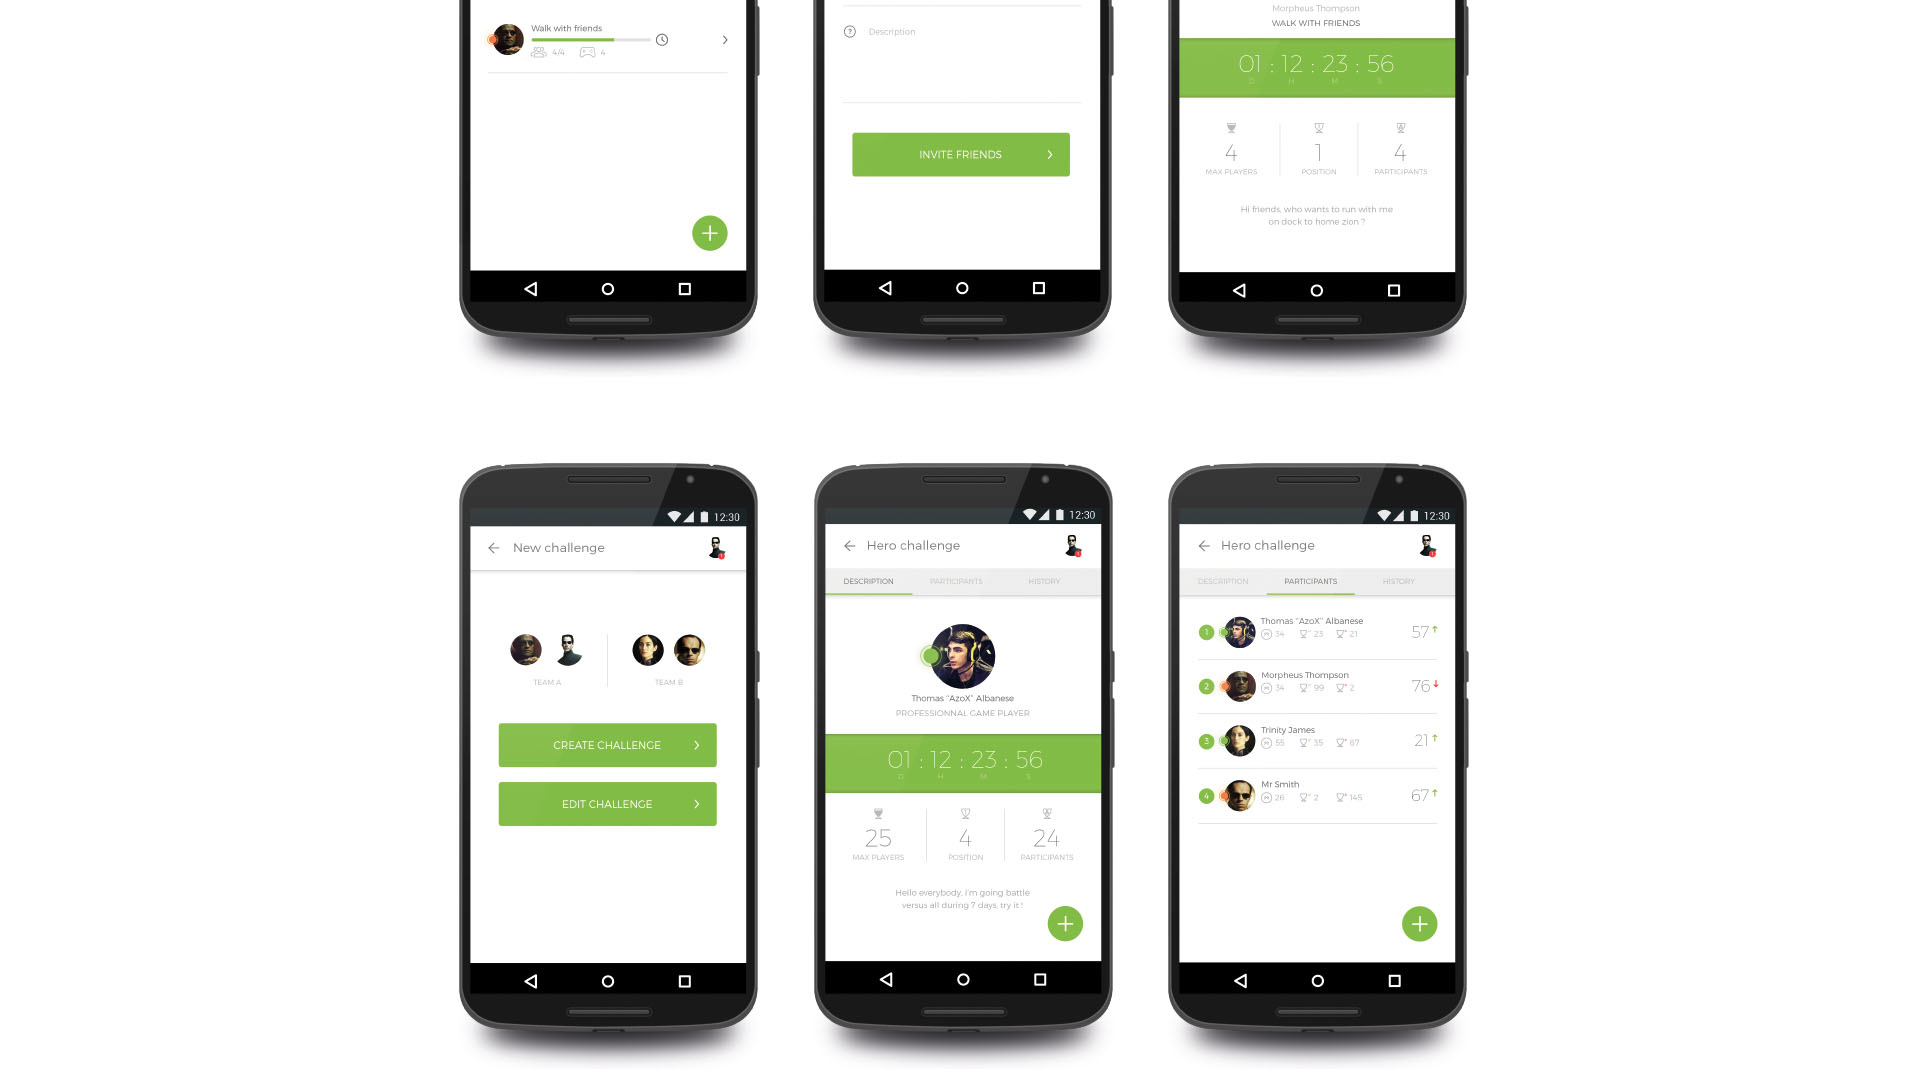 Walk with friends
4/4 4
Description
INVITE FRIENDS
Morpheus Thompson
WALK WITH FRIENDS
01 : 12 : 23 : 56
D H M S
4 1 4
MAX PLAYERS POSITION PARTICIPANTS
Hi friends, who wants to run with me
on dock to home zion ?
12:30
New challenge
TEAM A TEAM B
CREATE CHALLENGE
EDIT CHALLENGE
12:30
Hero challenge
DESCRIPTION PARTICIPANTS HISTORY
Thomas "AzoX" Albanese
PROFESSIONNAL GAME PLAYER
01 : 12 : 23 : 56
D H M S
25 4 24
MAX PLAYERS POSITION PARTICIPANTS
Hello everybody, i'm going battle
versus all during 7 days, try it !
12:30
Hero challenge
DESCRIPTION PARTICIPANTS HISTORY
1 Thomas "AzoX" Albanese
34 23 21 57
2 Morpheus Thompson
34 99 2 76
3 Trinity James
55 35 67 21
4 Mr Smith
26 2 145 67